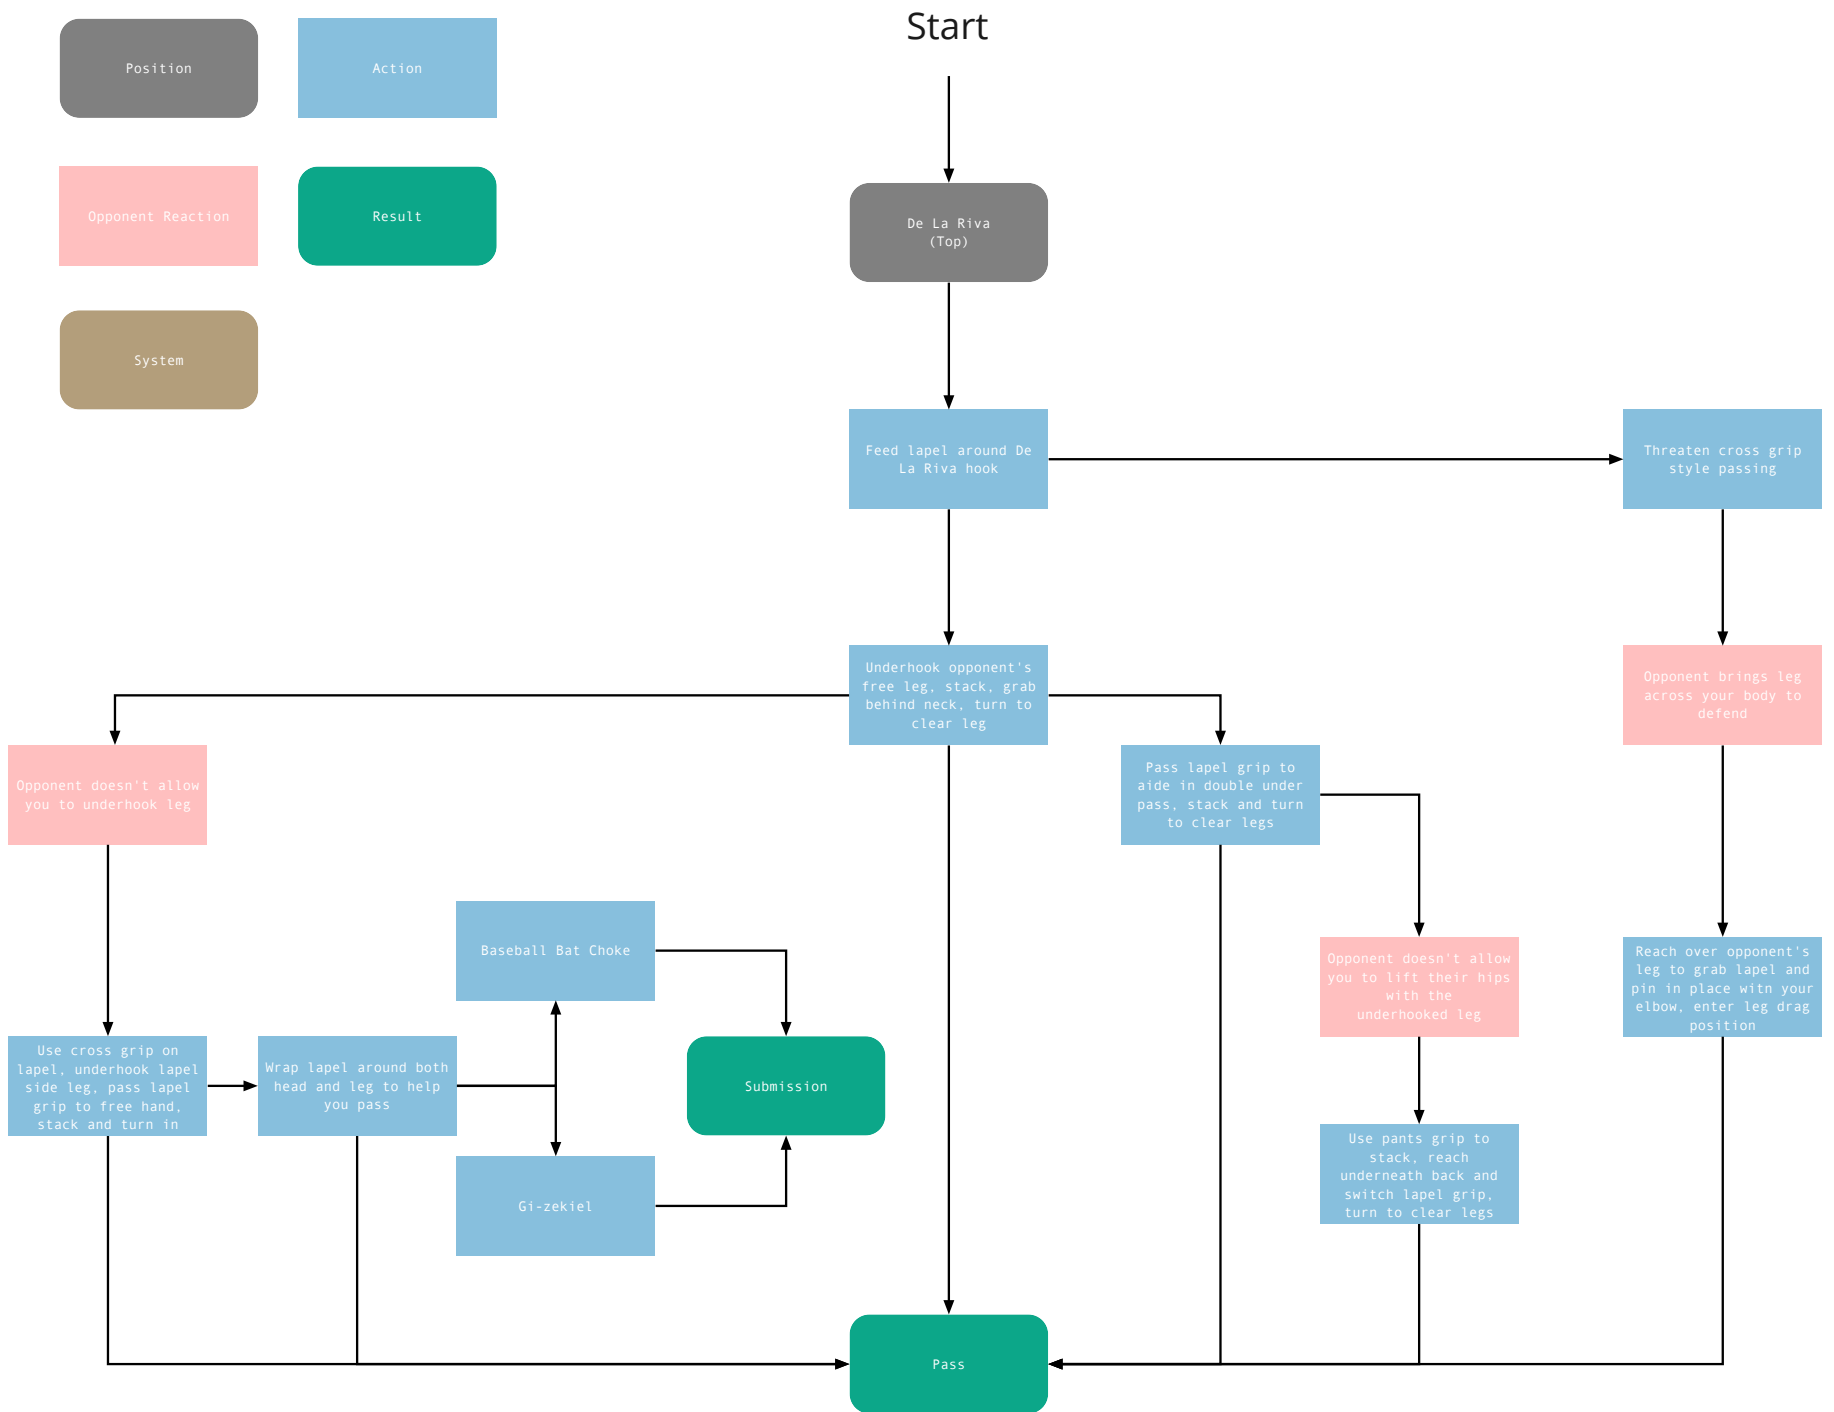 Start
Position
Action
Opponent Reaction
Result
System
De La Riva
(Top)
Feed lapel around De
La Riva hook
Threaten cross grip
style passing
Underhook opponent's
free leg, stack, grab
behind neck, turn to
clear leg
Opponent brings leg
across your body to
defend
Opponent doesn't allow
you to underhook leg
Pass lapel grip to
aide in double under
pass, stack and turn
to clear legs
Baseball Bat Choke
Opponent doesn't allow
you to lift their hips
with the
underhooked leg
Reach over opponent's
leg to grab lapel and
pin in place witn your
elbow, enter leg drag
position
Use cross grip on
lapel, underhook lapel
side leg, pass lapel
grip to free hand,
stack and turn in
Wrap lapel around both
head and leg to help
you pass
Submission
Gi-zekiel
Use pants grip to
stack, reach
underneath back and
switch lapel grip,
turn to clear legs
Pass